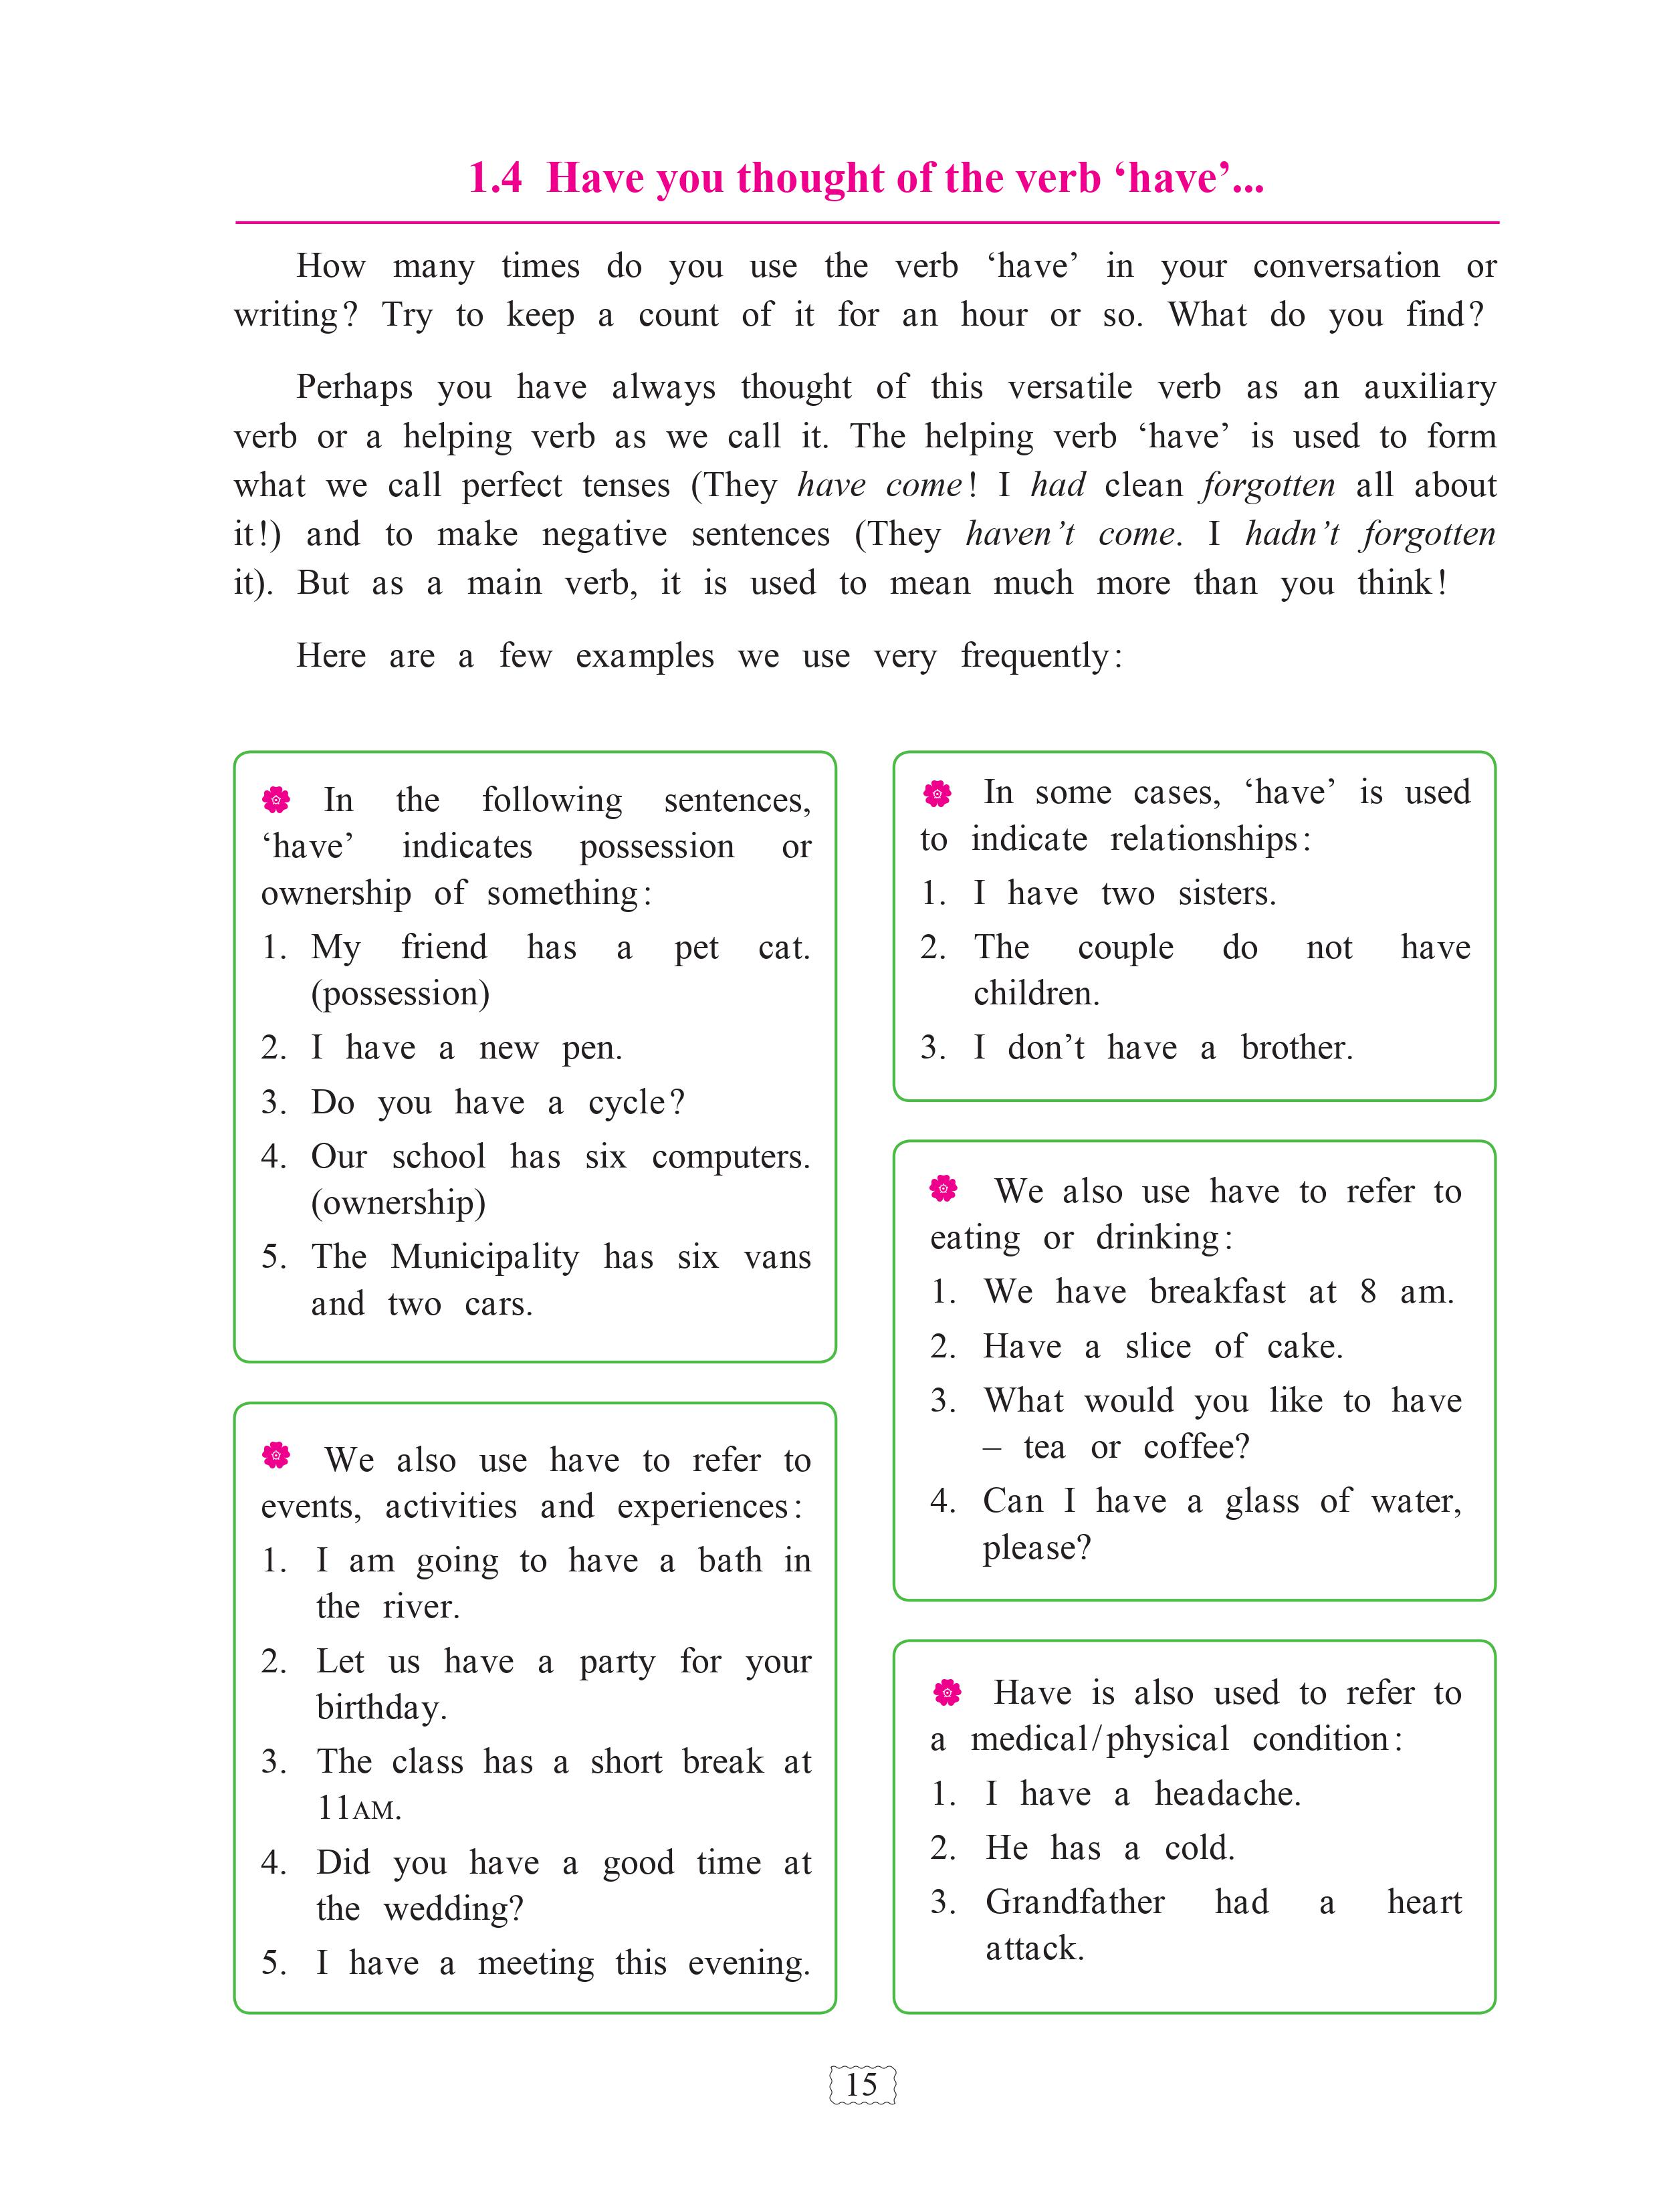 1.4 Have you thought of the verb ‘have’...
How many times do you use the verb ‘have’ in your conversation or
writing? Try to keep a count of it for an hour or so. What do you find?
Perhaps you have always thought of this versatile verb as an auxiliary
verb or a helping verb as we call it. The helping verb ‘have’ is used to form
what we call perfect tenses (They have come! I had clean forgotten all about
it!) and to make negative sentences (They haven’t come. I hadn’t forgotten
it). But as a main verb, it is used to mean much more than you think!
Here are a few examples we use very frequently:
In the following sentences,
‘have’ indicates possession or
ownership of something:
1. My friend has a pet cat.
(possession)
2. I have a new pen.
3. Do you have a cycle?
4. Our school has six computers.
(ownership)
5. The Municipality has six vans
and two cars.
We also use have to refer to
events, activities and experiences:
1. I am going to have a bath in
the river.
2. Let us have a party for your
birthday.
3. The class has a short break at
11AM.
4. Did you have a good time at
the wedding?
5. I have a meeting this evening.
In some cases, ‘have’ is used
to indicate relationships:
1. I have two sisters.
2. The couple do not have
children.
3. I don’t have a brother.
We also use have to refer to
eating or drinking:
1. We have breakfast at 8 am.
2. Have a slice of cake.
3. What would you like to have
– tea or coffee?
4. Can I have a glass of water,
please?
Have is also used to refer to
a medical/physical condition:
1. I have a headache.
2. He has a cold.
3. Grandfather had a heart
attack.
15